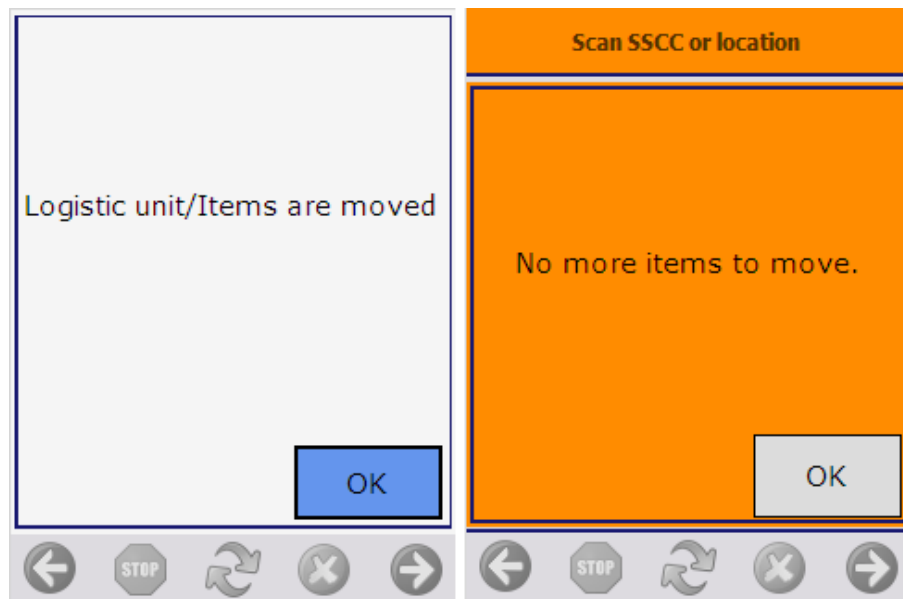 Logistic unit/Items are moved
OK
STOP
Scan SSCC or location
No more items to move.
OK
STOP